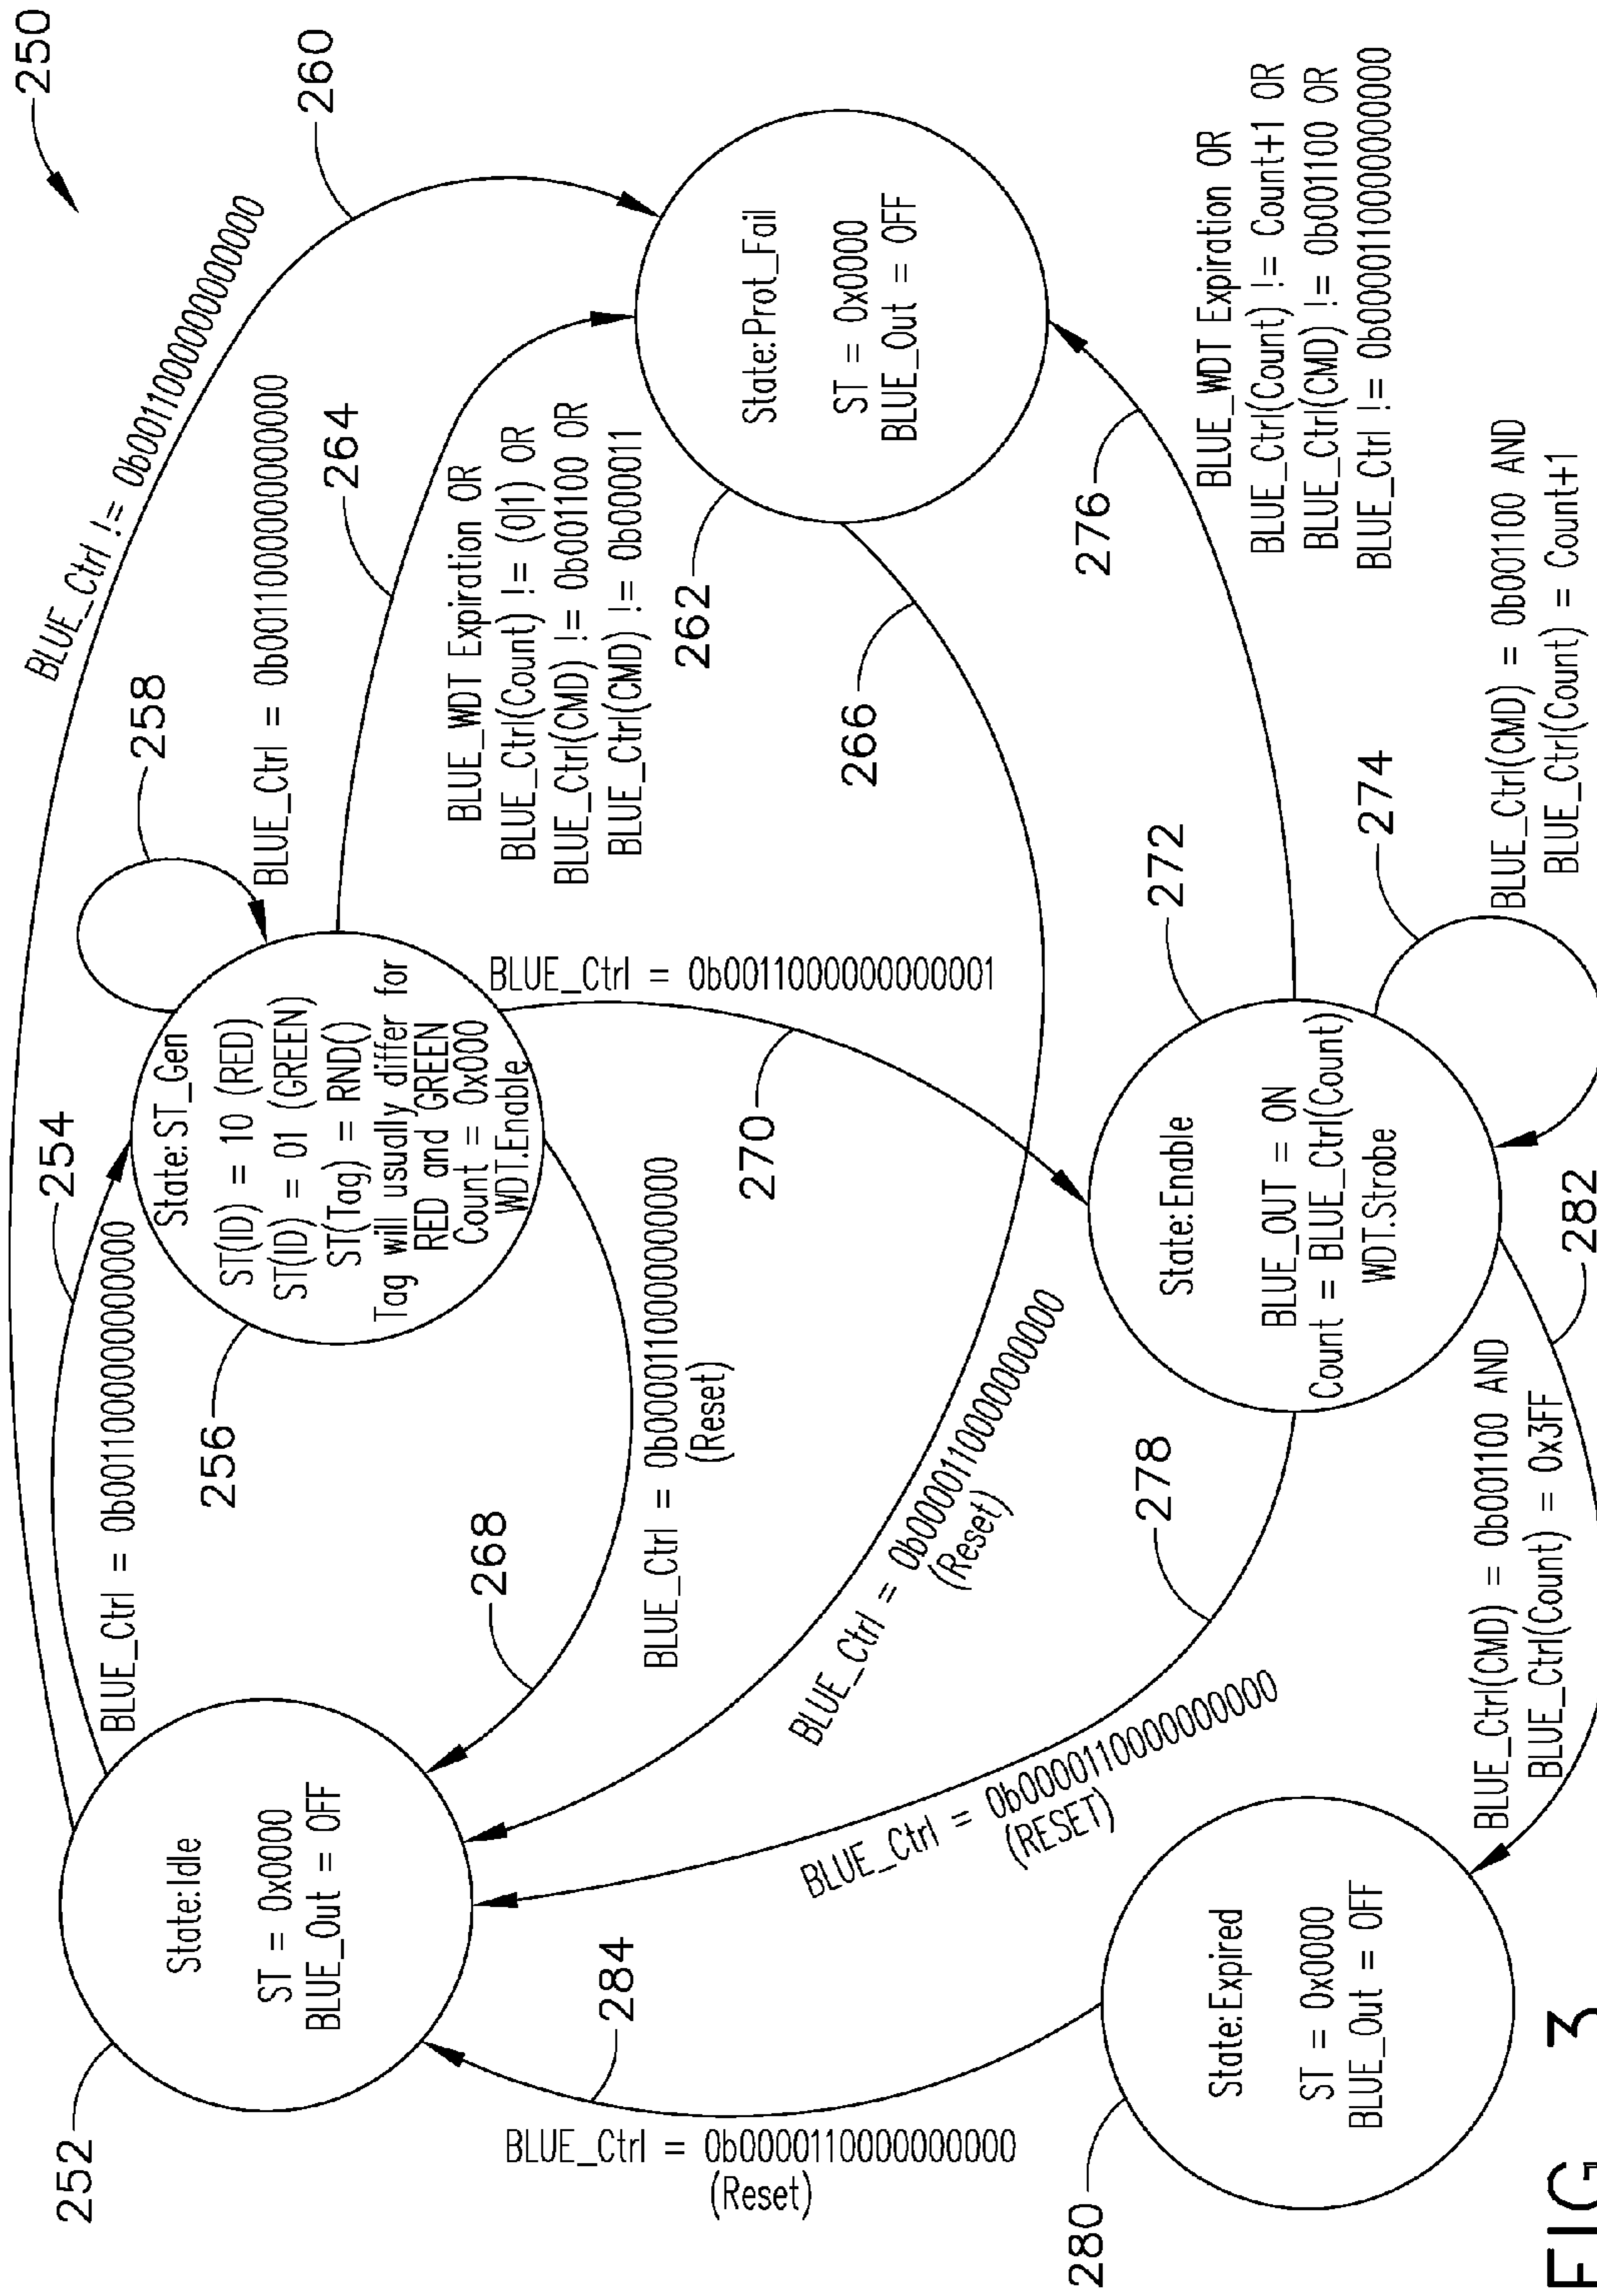 250
BLUE_Ctrl != 0b0011000000000000
260
252
State:Idle
ST = 0x0000
BLUE_Out = OFF
BLUE_Ctrl = 0b0011000000000000
254
256
State:ST_Gen
ST(ID) = 10 (RED)
ST(ID) = 01 (GREEN)
ST(Tag) = RND()
Tag will usually differ for
RED and GREEN
Count = 0x000
WDT.Enable
258
BLUE_Ctrl = 0b0011000000000000
264
BLUE_WDT Expiration OR
BLUE_Ctrl(Count) != (0|1) OR
BLUE_Ctrl(CMD) != 0b001100 OR
BLUE_Ctrl(CMD) != 0b000011
262
State:Prot_Fail
ST = 0x0000
BLUE_Out = OFF
268
BLUE_Ctrl = 0b0000110000000000
(Reset)
BLUE_Ctrl = 0b0011000000000001
270
266
BLUE_Ctrl = 0b0000110000000000
(Reset)
276
BLUE_WDT Expiration OR
BLUE_Ctrl(Count) != Count+1 OR
BLUE_Ctrl(CMD) != 0b001100 OR
BLUE_Ctrl != 0b0000110000000000
284
BLUE_Ctrl = 0b0000110000000000
(Reset)
BLUE_Ctrl = 0b0000110000000000
(RESET)
278
272
State:Enable
BLUE_OUT = ON
Count = BLUE_Ctrl(Count)
WDT.Strobe
274
BLUE_Ctrl(CMD) = 0b001100 AND
BLUE_Ctrl(Count) = Count+1
280
State:Expired
ST = 0x0000
BLUE_Out = OFF
BLUE_Ctrl(CMD) = 0b001100 AND
BLUE_Ctrl(Count) = 0x3FF
282
FIG. 3